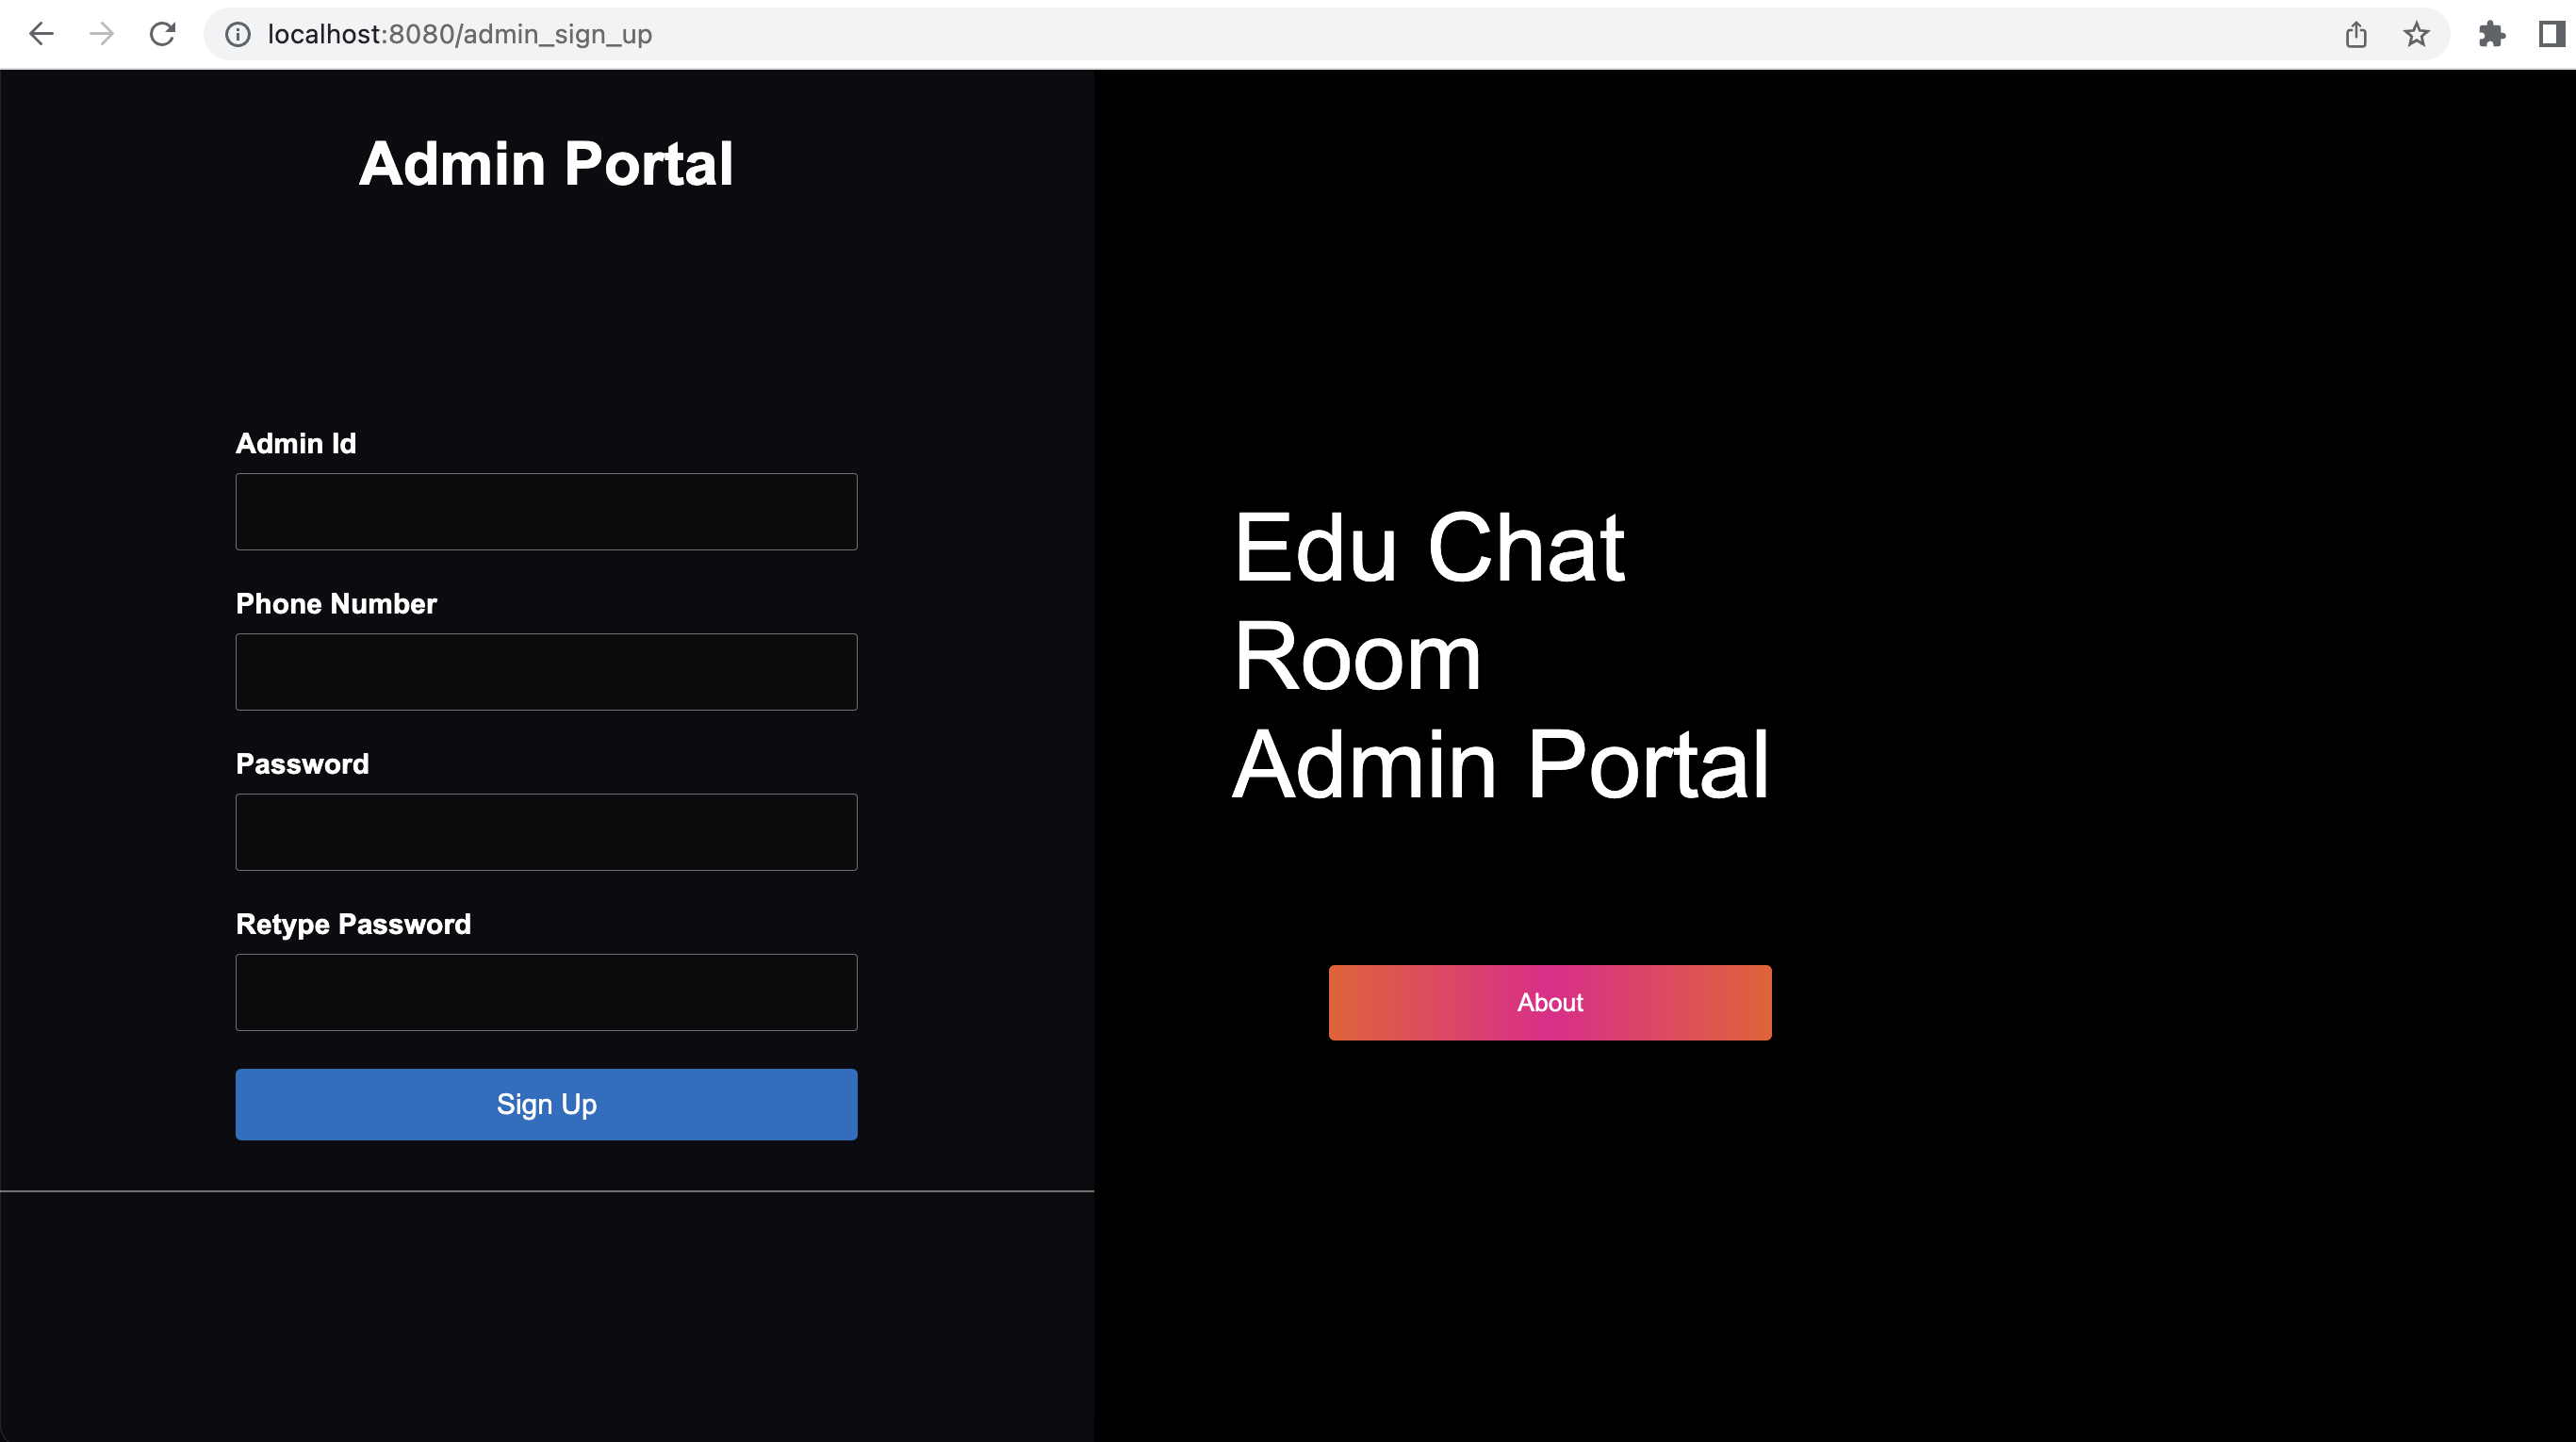 localhost:8080/admin_sign_up
Admin Portal
Admin Id
Phone Number
Password
Retype Password
Sign Up
Edu Chat
Room
Admin Portal
About